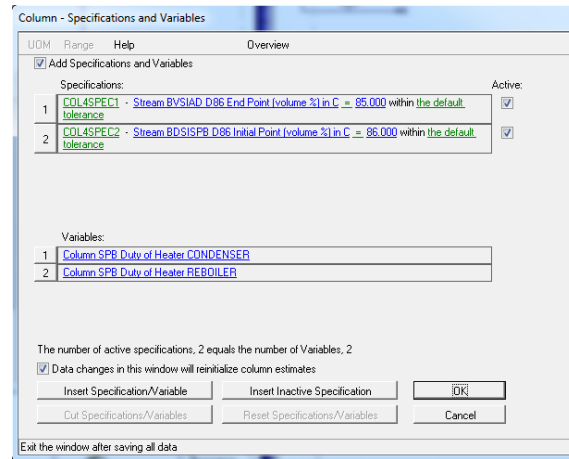 Column - Specifications and Variables
UOM Range Help Overview
Add Specifications and Variables
Specifications: Active:
1 COL4SPEC1 - Stream BVSIAD D86 End Point (volume %) in C = 85.000 within the default
tolerance
2 COL4SPEC2 - Stream BDSISPB D86 Initial Point (volume %) in C = 86.000 within the default
tolerance
Variables:
1 Column SPB Duty of Heater CONDENSER
2 Column SPB Duty of Heater REBOILER
The number of active specifications, 2 equals the number of Variables, 2
Data changes in this window will reinitialize column estimates
Insert Specification/Variable Insert Inactive Specification OK
Cut Specifications/Variables Reset Specifications/Variables Cancel
Exit the window after saving all data